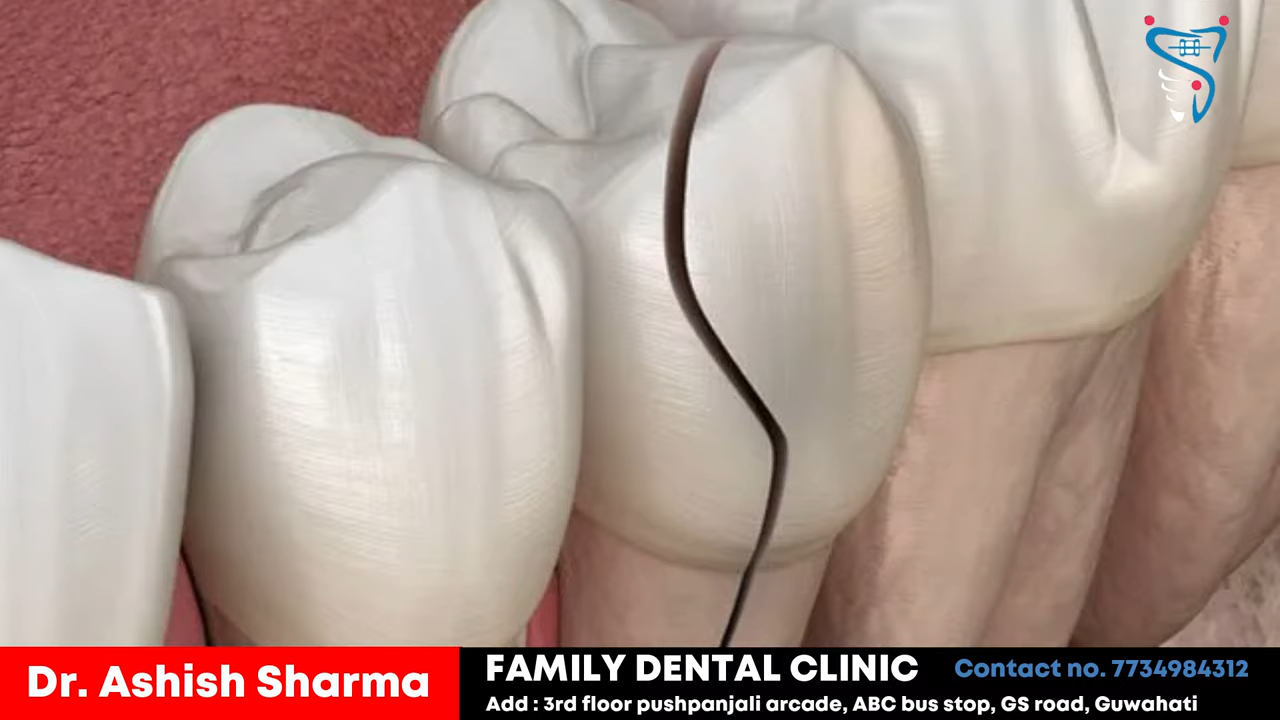 Dr. Ashish Sharma
FAMILY DENTAL CLINIC
Contact no. 7734984312
Add : 3rd floor pushpanjali arcade, ABC bus stop, GS road, Guwahati